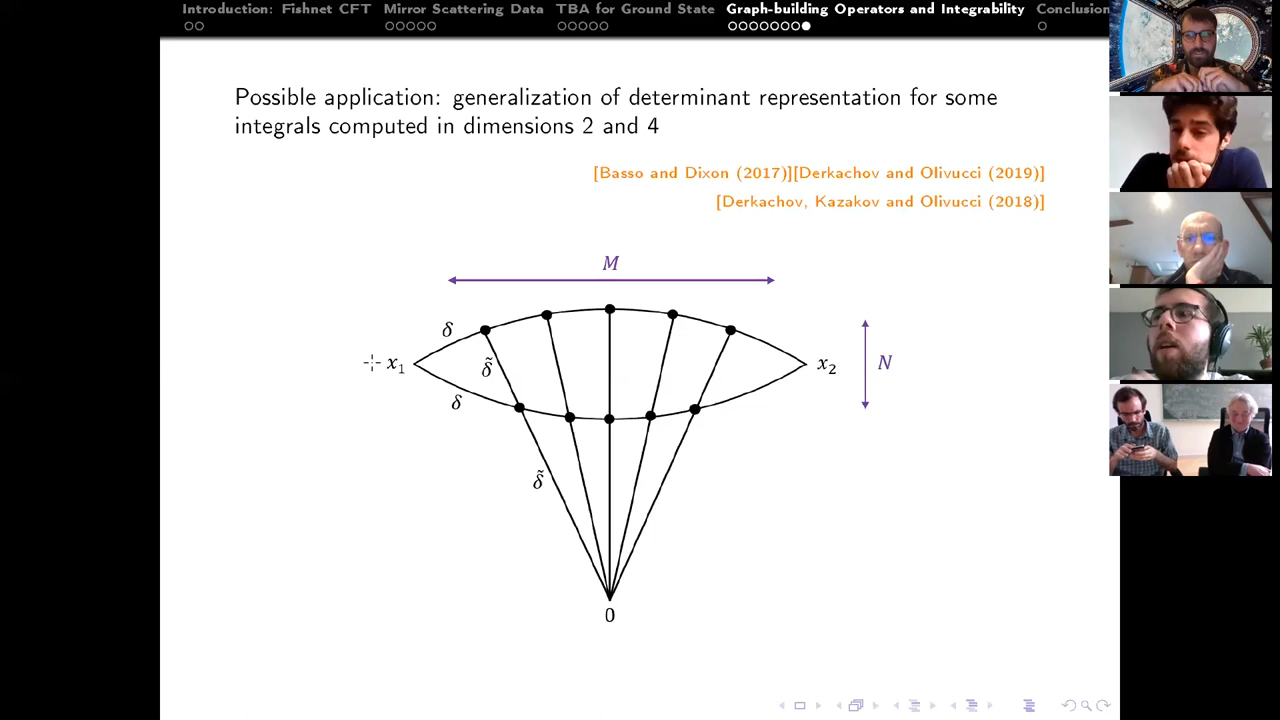 Introduction: Fishnet CFT Mirror Scattering Data TBA for Ground State Graph-building Operators and Integrability Conclusion
Possible application: generalization of determinant representation for some
integrals computed in dimensions 2 and 4
[Basso and Dixon (2017)][Derkachov and Olivucci (2019)]
[Derkachov, Kazakov and Olivucci (2018)]
M
δ
x₁
δ̃
x₂
N
δ
δ̃
0